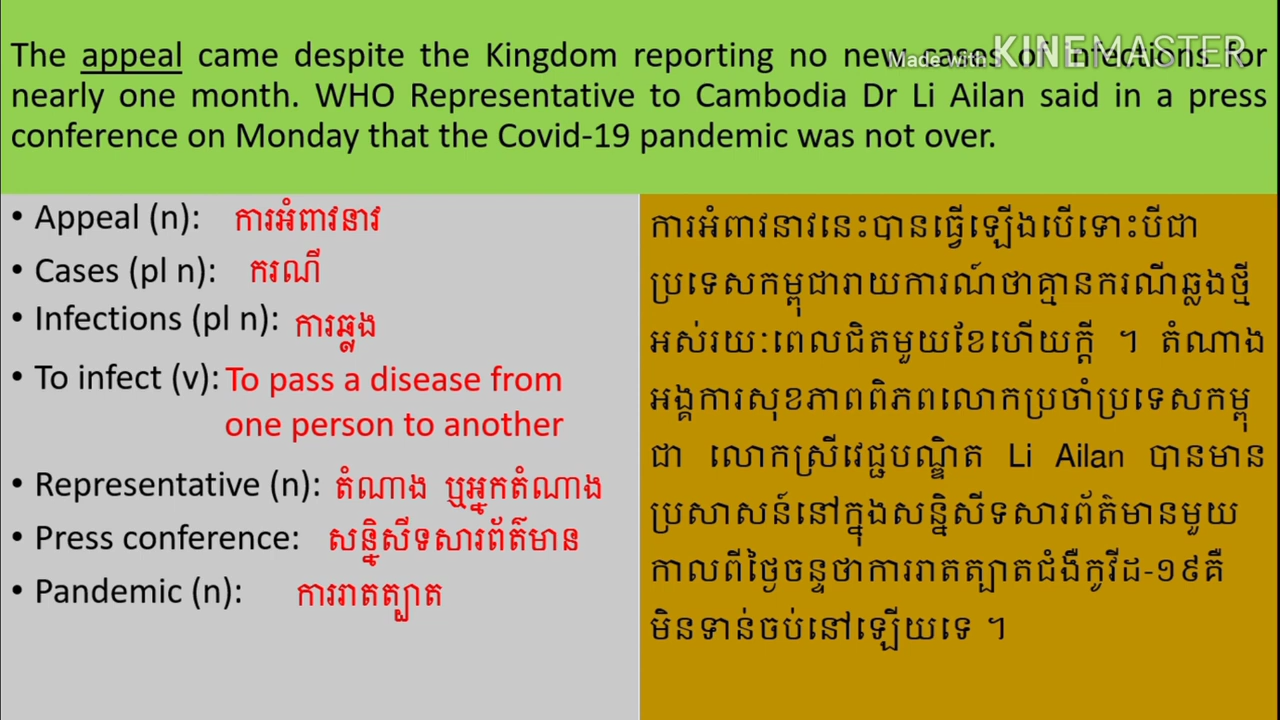 The appeal came despite the Kingdom reporting no new cases of infections for
nearly one month. WHO Representative to Cambodia Dr Li Ailan said in a press
conference on Monday that the Covid-19 pandemic was not over.
Made with KINEMASTER
• Appeal (n): ការអំពាវនាវ
• Cases (pl n): ករណី
• Infections (pl n): ការឆ្លង
• To infect (v): To pass a disease from
one person to another
• Representative (n): តំណាង ឬអ្នកតំណាង
• Press conference: សន្និសីទសារព័ត៌មាន
• Pandemic (n): ការរាតត្បាត
ការអំពាវនាវនេះបានធ្វើឡើងបើទោះបីជា
ប្រទេសកម្ពុជារាយការណ៍ថាគ្មានករណីឆ្លងថ្មី
អស់រយៈពេលជិតមួយខែហើយក្ដី ។ តំណាង
អង្គការសុខភាពពិភពលោកប្រចាំប្រទេសកម្ពុ
ជា លោកស្រីវេជ្ជបណ្ឌិត Li Ailan បានមាន
ប្រសាសន៍នៅក្នុងសន្និសីទសារព័ត៌មានមួយ
កាលពីថ្ងៃចន្ទថាការរាតត្បាតជំងឺកូវីដ-១៩គឺ
មិនទាន់ចប់នៅឡើយទេ ។